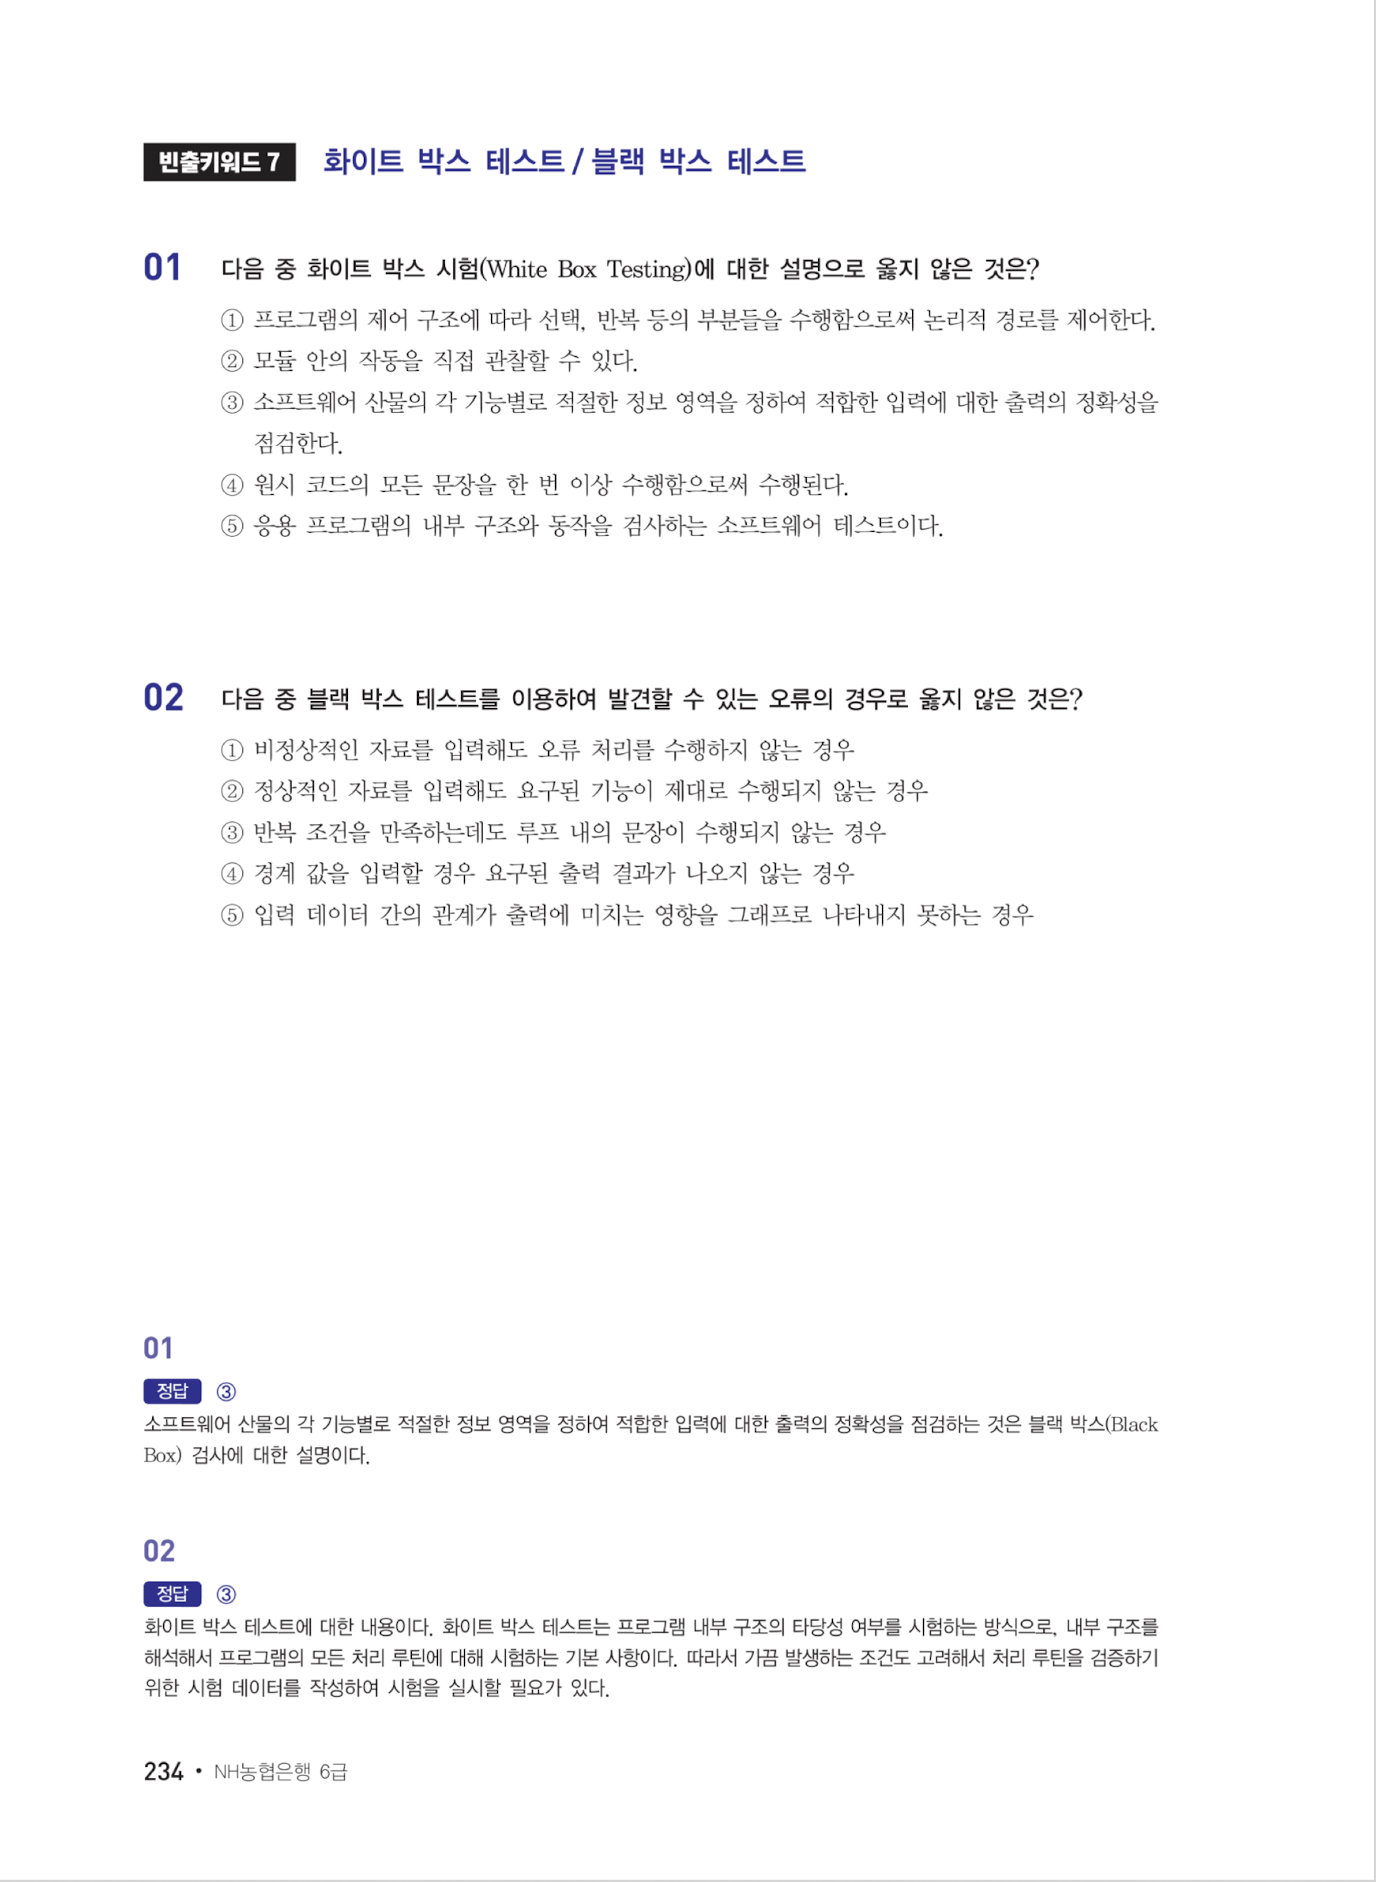 빈출키워드 7 화이트 박스 테스트 / 블랙 박스 테스트
01 다음 중 화이트 박스 시험(White Box Testing)에 대한 설명으로 옳지 않은 것은?
① 프로그램의 제어 구조에 따라 선택, 반복 등의 부분들을 수행함으로써 논리적 경로를 제어한다.
② 모듈 안의 작동을 직접 관찰할 수 있다.
③ 소프트웨어 산물의 각 기능별로 적절한 정보 영역을 정하여 적합한 입력에 대한 출력의 정확성을
점검한다.
④ 원시 코드의 모든 문장을 한 번 이상 수행함으로써 수행된다.
⑤ 응용 프로그램의 내부 구조와 동작을 검사하는 소프트웨어 테스트이다.
02 다음 중 블랙 박스 테스트를 이용하여 발견할 수 있는 오류의 경우로 옳지 않은 것은?
① 비정상적인 자료를 입력해도 오류 처리를 수행하지 않는 경우
② 정상적인 자료를 입력해도 요구된 기능이 제대로 수행되지 않는 경우
③ 반복 조건을 만족하는데도 루프 내의 문장이 수행되지 않는 경우
④ 경계 값을 입력할 경우 요구된 출력 결과가 나오지 않는 경우
⑤ 입력 데이터 간의 관계가 출력에 미치는 영향을 그래프로 나타내지 못하는 경우
01
정답 ③
소프트웨어 산물의 각 기능별로 적절한 정보 영역을 정하여 적합한 입력에 대한 출력의 정확성을 점검하는 것은 블랙 박스(Black
Box) 검사에 대한 설명이다.
02
정답 ③
화이트 박스 테스트에 대한 내용이다. 화이트 박스 테스트는 프로그램 내부 구조의 타당성 여부를 시험하는 방식으로, 내부 구조를
해석해서 프로그램의 모든 처리 루틴에 대해 시험하는 기본 사항이다. 따라서 가끔 발생하는 조건도 고려해서 처리 루틴을 검증하기
위한 시험 데이터를 작성하여 시험을 실시할 필요가 있다.
234 • NH농협은행 6급